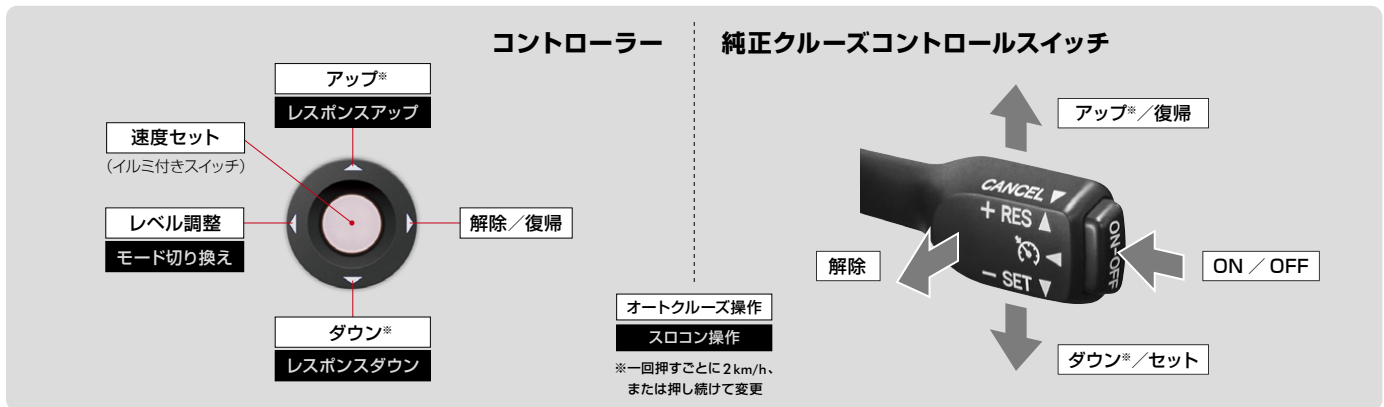 コントローラー
アップ※
レスポンスアップ
速度セット
(イルミ付きスイッチ)
レベル調整
モード切り換え
解除/復帰
ダウン※
レスポンスダウン
オートクルーズ操作
スロコン操作
※一回押すごとに2km/h、
または押し続けて変更
純正クルーズコントロールスイッチ
アップ※/復帰
CANCEL ▼
+ RES ▲
◀
− SET ▼
ON-OFF
解除
ON / OFF
ダウン※/セット